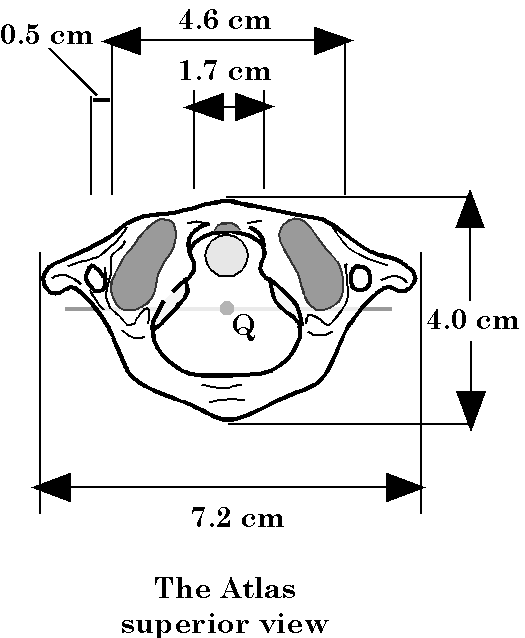 4.6 cm
0.5 cm
1.7 cm
Q
4.0 cm
7.2 cm
The Atlas
superior view